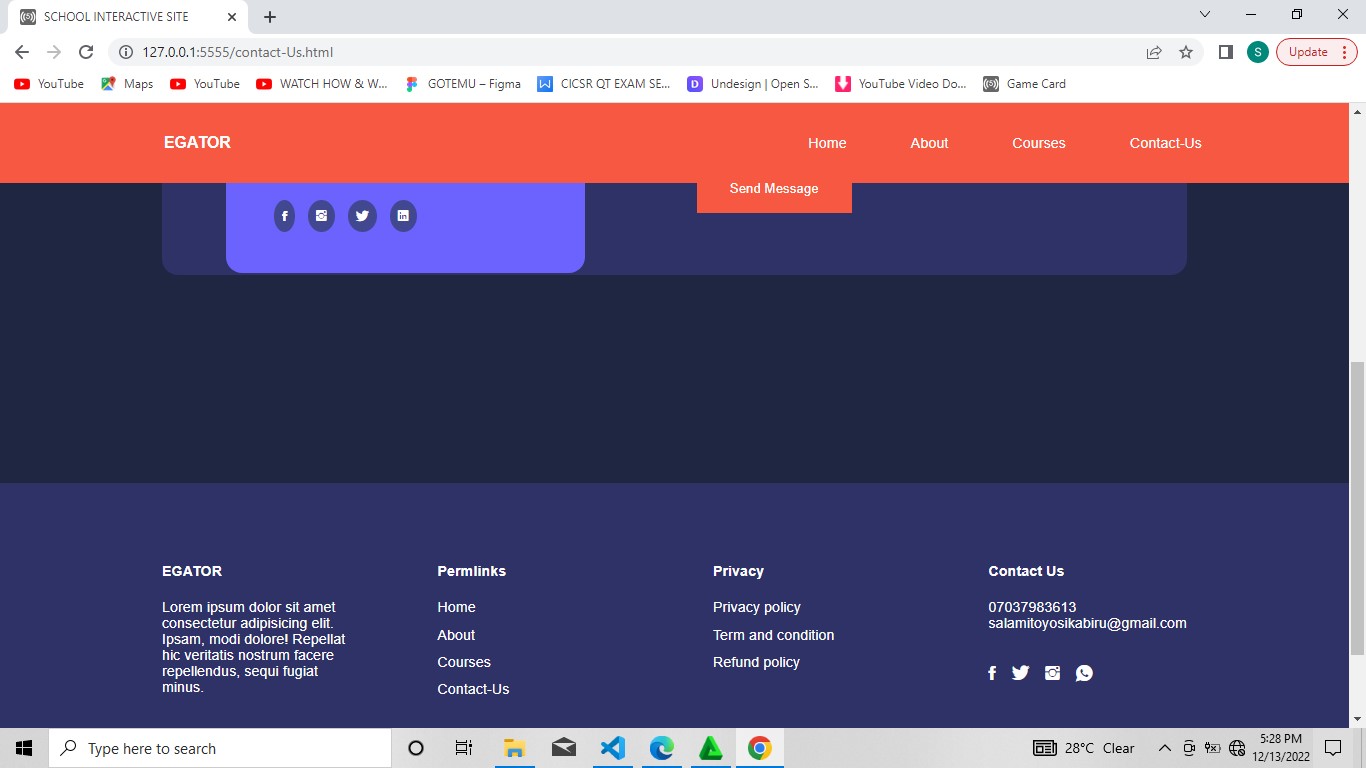 SCHOOL INTERACTIVE SITE
127.0.0.1:5555/contact-Us.html
S
Update
YouTube
Maps
YouTube
WATCH HOW & W...
GOTEMU – Figma
CICSR QT EXAM SE...
Undesign | Open S...
YouTube Video Do...
Game Card
EGATOR
Home
About
Courses
Contact-Us
Send Message
EGATOR
Lorem ipsum dolor sit amet
consectetur adipisicing elit.
Ipsam, modi dolore! Repellat
hic veritatis nostrum facere
repellendus, sequi fugiat
minus.
Permlinks
Home
About
Courses
Contact-Us
Privacy
Privacy policy
Term and condition
Refund policy
Contact Us
07037983613
salamitoyosikabiru@gmail.com
Type here to search
28°C Clear
5:28 PM
12/13/2022